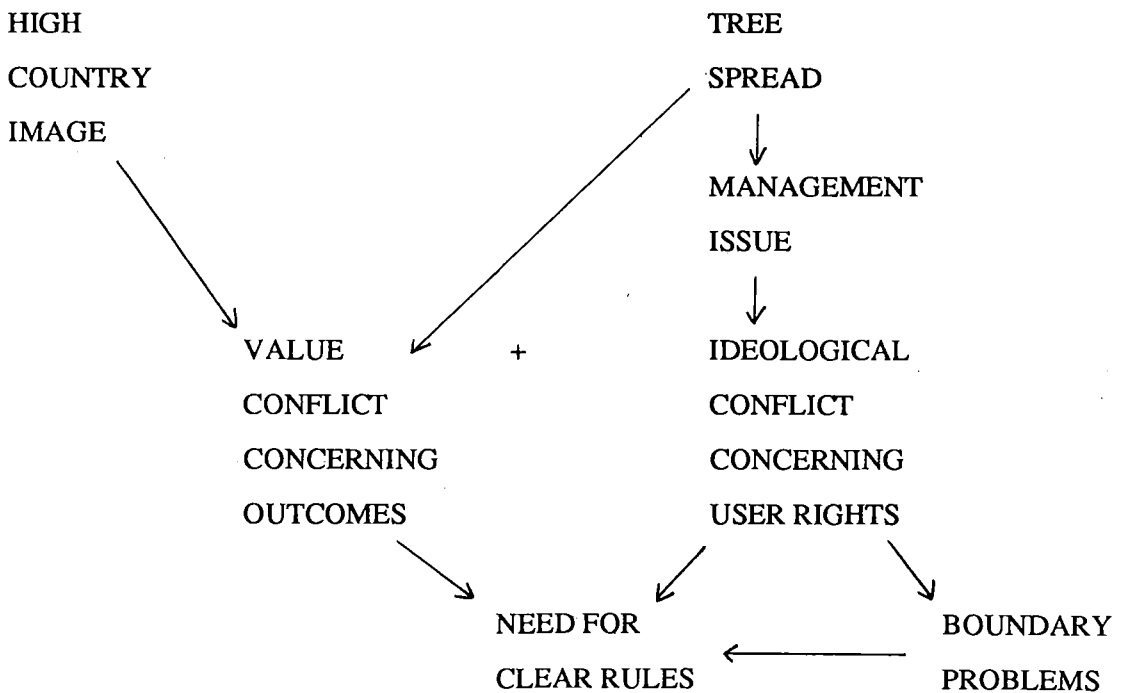 HIGH
COUNTRY
IMAGE
TREE
SPREAD
MANAGEMENT
ISSUE
VALUE
CONFLICT
CONCERNING
OUTCOMES
+
IDEOLOGICAL
CONFLICT
CONCERNING
USER RIGHTS
NEED FOR
CLEAR RULES
BOUNDARY
PROBLEMS